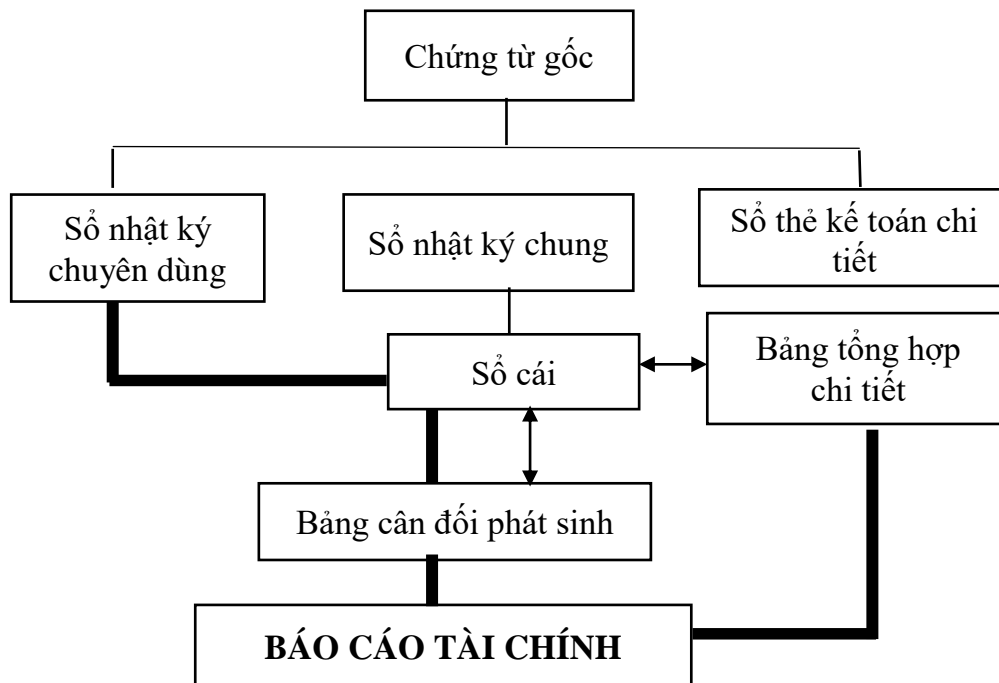 Chứng từ gốc
Sổ nhật ký
chuyên dùng
Sổ nhật ký chung
Sổ thẻ kế toán chi
tiết
Sổ cái
Bảng tổng hợp
chi tiết
Bảng cân đối phát sinh
BÁO CÁO TÀI CHÍNH